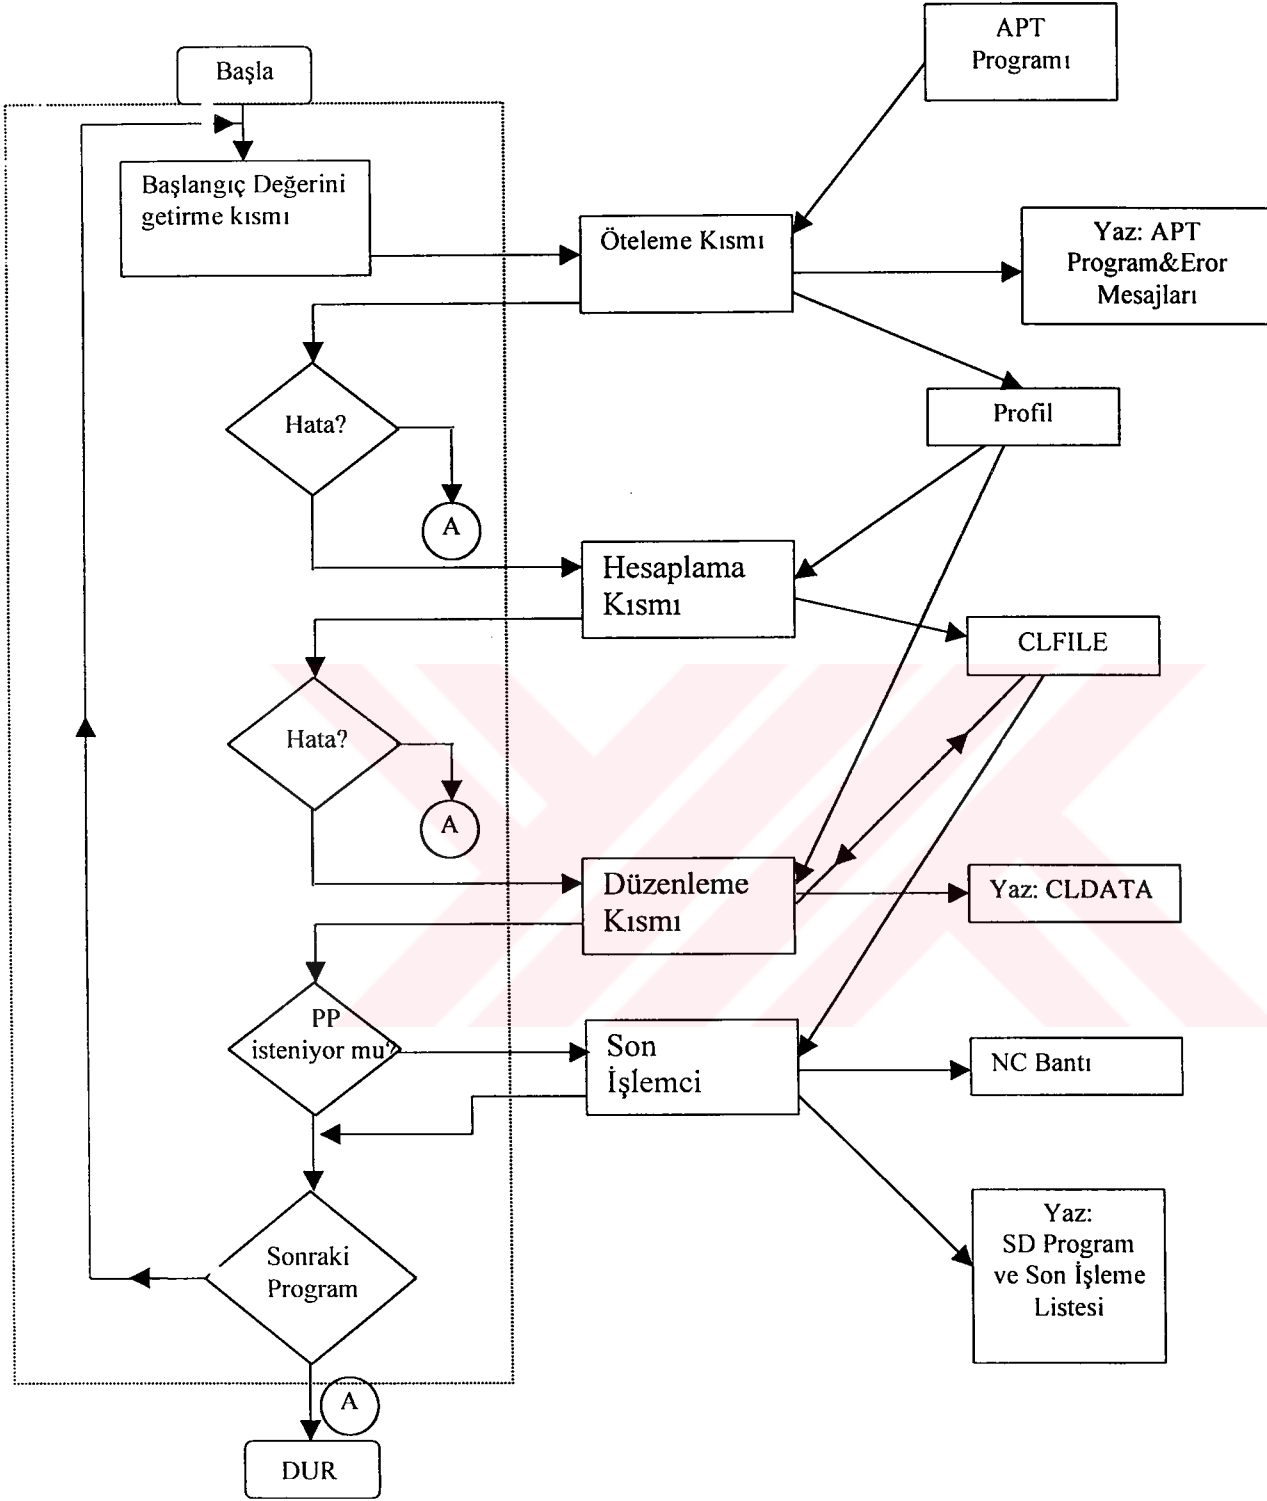 APT
Programı
Başla
Başlangıç Değerini
getirme kısmı
Öteleme Kısmı
Yaz: APT
Program&Eror
Mesajları
Hata?
Profil
A
Hesaplama
Kısmı
CLFILE
Hata?
A
Düzenleme
Kısmı
Yaz: CLDATA
PP
isteniyor mu?
Son
İşlemci
NC Bantı
Yaz:
SD Program
ve Son İşleme
Listesi
Sonraki
Program
A
DUR